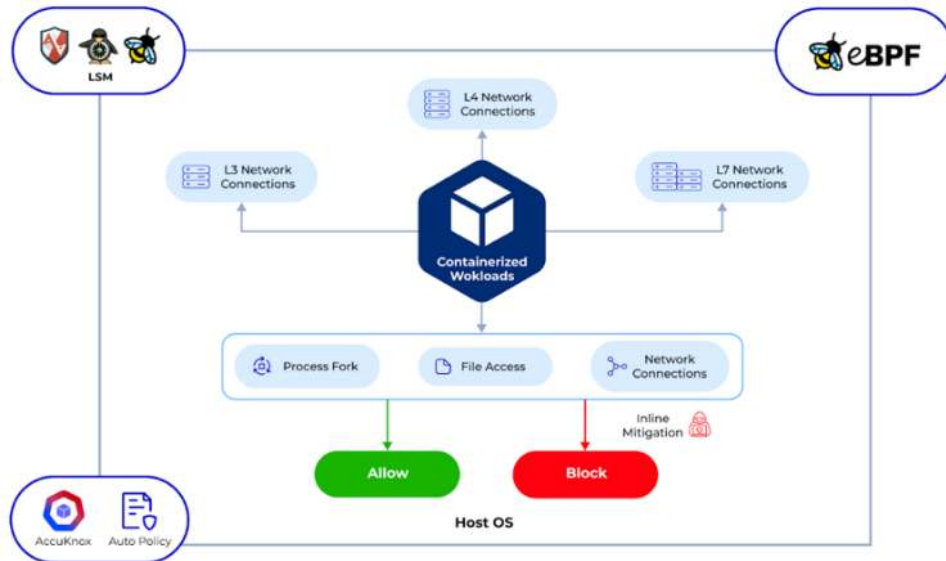 LSM
eBPF
L4 Network
Connections
L3 Network
Connections
L7 Network
Connections
Containerized
Wokloads
Process Fork
File Access
Network
Connections
Inline
Mitigation
Allow
Block
Host OS
AccuKnox
Auto Policy